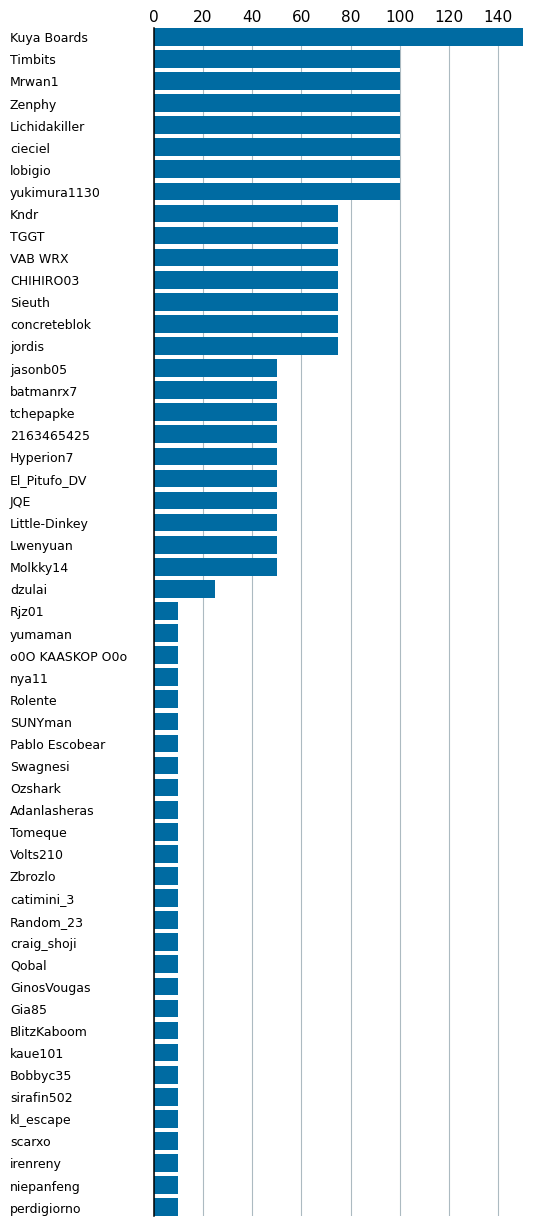 0 20 40 60 80 100 120 140
Kuya Boards
Timbits
Mrwan1
Zenphy
Lichidakiller
cieciel
lobigio
yukimura1130
Kndr
TGGT
VAB WRX
CHIHIRO03
Sieuth
concreteblok
jordis
jasonb05
batmanrx7
tchepapke
2163465425
Hyperion7
El_Pitufo_DV
JQE
Little-Dinkey
Lwenyuan
Molkky14
dzulai
Rjz01
yumaman
o0O KAASKOP O0o
nya11
Rolente
SUNYman
Pablo Escobear
Swagnesi
Ozshark
Adanlasheras
Tomeque
Volts210
Zbrozlo
catimini_3
Random_23
craig_shoji
Qobal
GinosVougas
Gia85
BlitzKaboom
kaue101
Bobbyc35
sirafin502
kl_escape
scarxo
irenreny
niepanfeng
perdigiorno